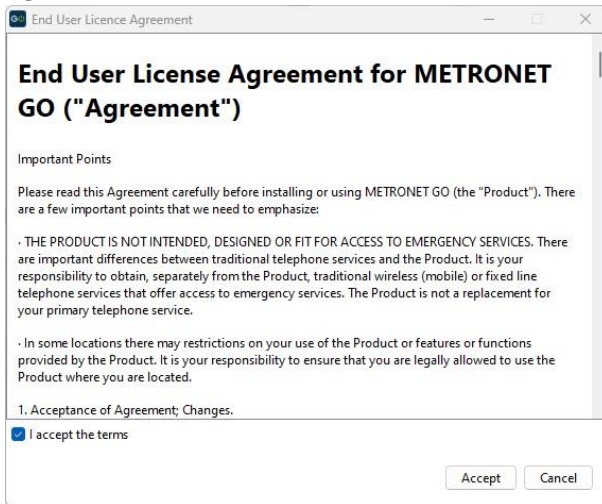 GO End User Licence Agreement
End User License Agreement for METRONET
GO ("Agreement")
Important Points
Please read this Agreement carefully before installing or using METRONET GO (the "Product"). There
are a few important points that we need to emphasize:
· THE PRODUCT IS NOT INTENDED, DESIGNED OR FIT FOR ACCESS TO EMERGENCY SERVICES. There
are important differences between traditional telephone services and the Product. It is your
responsibility to obtain, separately from the Product, traditional wireless (mobile) or fixed line
telephone services that offer access to emergency services. The Product is not a replacement for
your primary telephone service.
· In some locations there may restrictions on your use of the Product or features or functions
provided by the Product. It is your responsibility to ensure that you are legally allowed to use the
Product where you are located.
1. Acceptance of Agreement; Changes.
I accept the terms
Accept Cancel